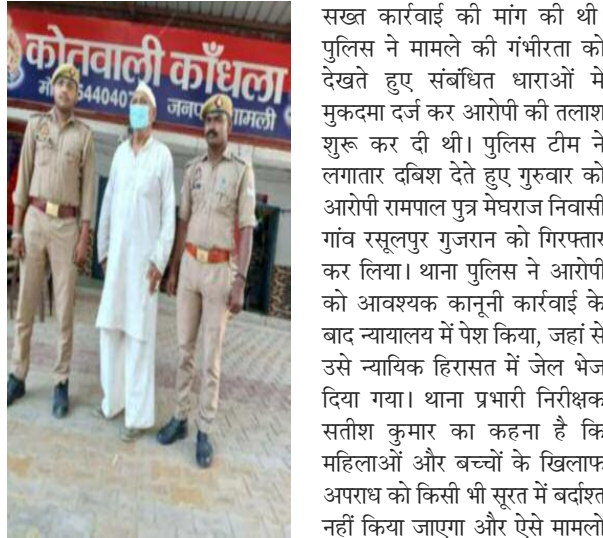 कोतवाली काँधला
जनपद शामली
सख्त कार्रवाई की मांग की थी
पुलिस ने मामले की गंभीरता को
देखते हुए संबंधित धाराओं में
मुकदमा दर्ज कर आरोपी की तलाश
शुरू कर दी थी। पुलिस टीम ने
लगातार दबिश देते हुए गुरुवार को
आरोपी रामपाल पुत्र मेघराज निवासी
गांव रसूलपुर गुजरान को गिरफ्तार
कर लिया। थाना पुलिस ने आरोपी
को आवश्यक कानूनी कार्रवाई के
बाद न्यायालय में पेश किया, जहां से
उसे न्यायिक हिरासत में जेल भेज
दिया गया। थाना प्रभारी निरीक्षक
सतीश कुमार का कहना है कि
महिलाओं और बच्चों के खिलाफ
अपराध को किसी भी सूरत में बर्दाश्त
नहीं किया जाएगा और ऐसे मामलो